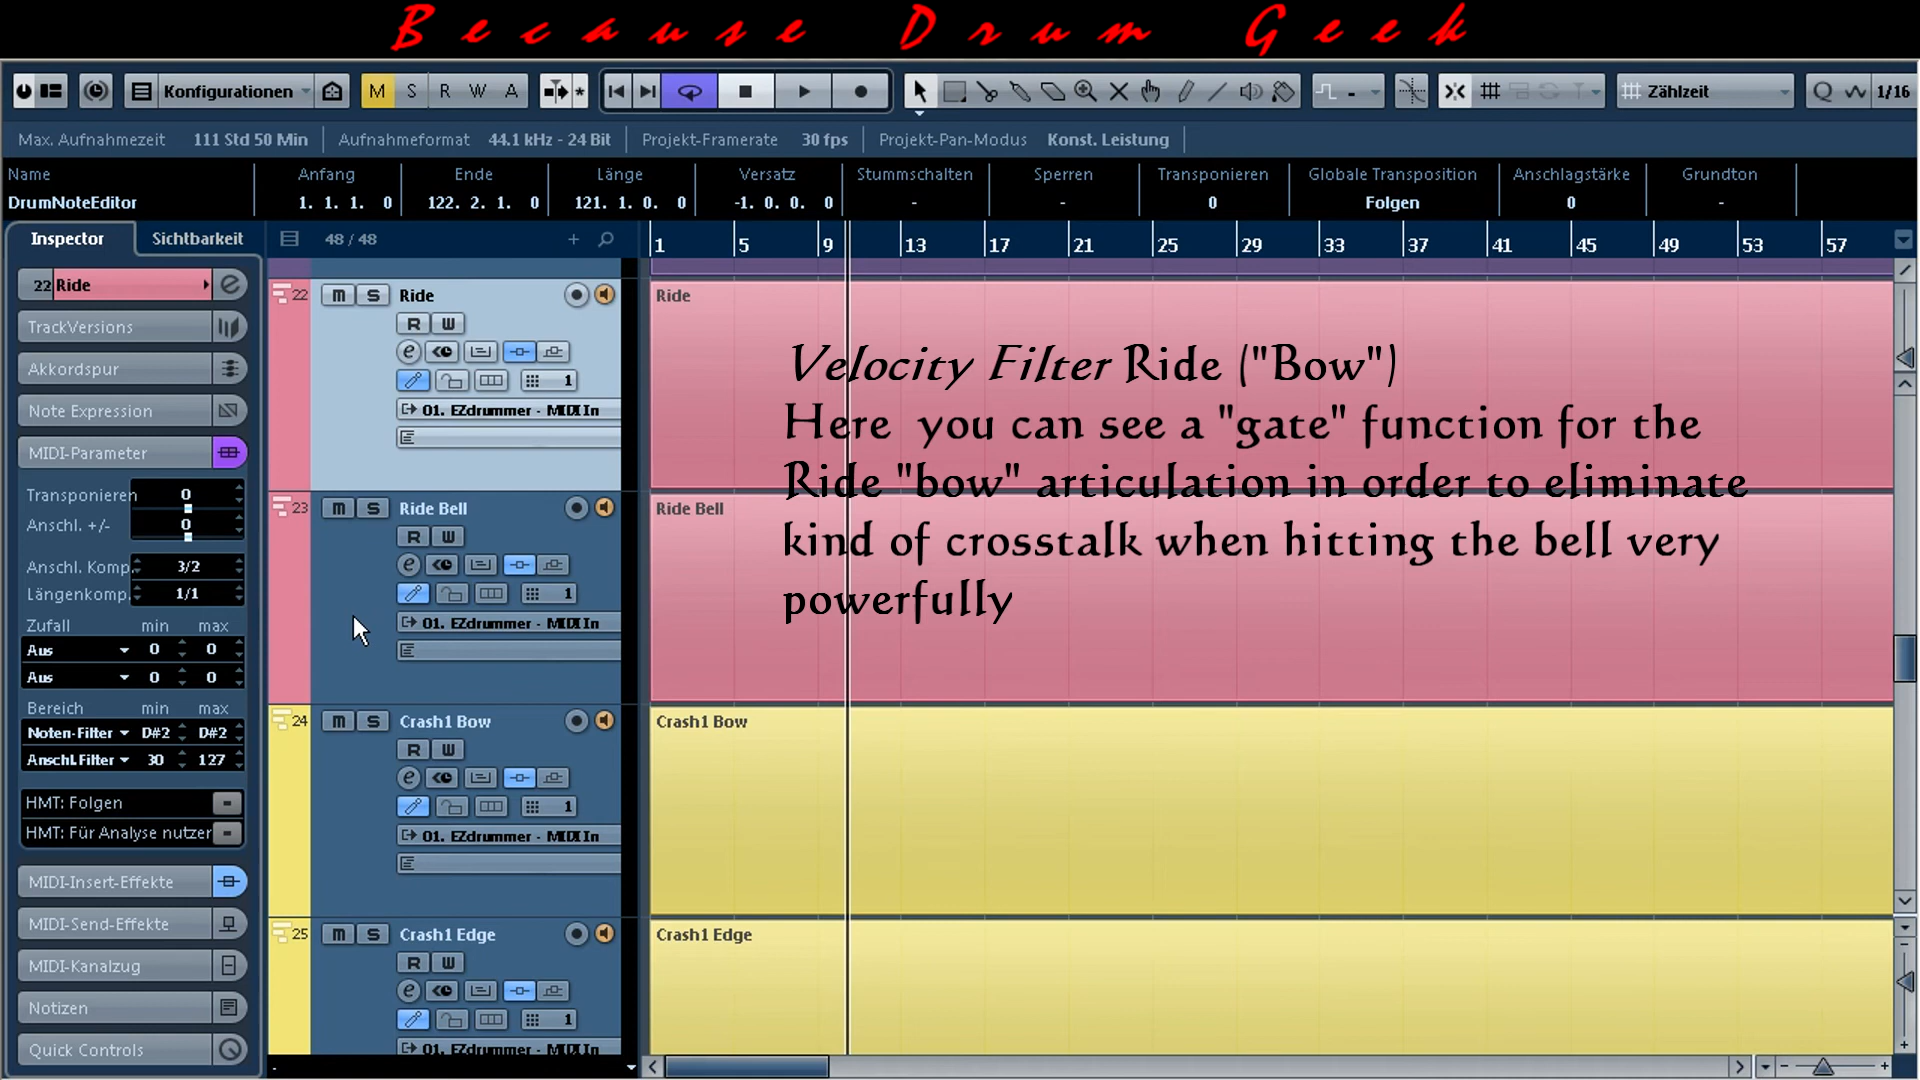 Because Drum Geek
Konfigurationen
M S R W A
Zählzeit
1/16
Max. Aufnahmezeit 111 Std 50 Min Aufnahmeformat 44.1 kHz - 24 Bit Projekt-Framerate 30 fps Projekt-Pan-Modus Konst. Leistung
Name Anfang Ende Länge Versatz Stummschalten Sperren Transponieren Globale Transposition Anschlagstärke Grundton
DrumNoteEditor 1. 1. 1. 0 122. 2. 1. 0 121. 1. 0. 0 -1. 0. 0. 0 - - 0 Folgen 0 -
Inspector Sichtbarkeit 48 / 48
1 5 9 13 17 21 25 29 33 37 41 45 49 53 57
22 Ride
TrackVersions
Akkordspur
Note Expression
MIDI-Parameter
Transponieren 0
Anschl. +/- 0
Anschl. Komp. 3/2
Längenkomp. 1/1
Zufall min max
Aus 0 0
Aus 0 0
Bereich min max
Noten-Filter D#2 D#2
Anschl.Filter 30 127
HMT: Folgen
HMT: Für Analyse nutzen
MIDI-Insert-Effekte
MIDI-Send-Effekte
MIDI-Kanalzug
Notizen
Quick Controls
22 m S Ride
R W
e
1
01. EZdrummer - MIDI In
23 m S Ride Bell
R W
e
1
01. EZdrummer - MIDI In
24 m S Crash1 Bow
R W
e
1
01. EZdrummer - MIDI In
25 m S Crash1 Edge
R W
e
1
01. EZdrummer - MIDI In
Ride
Velocity Filter Ride ("Bow")
Here you can see a "gate" function for the
Ride "bow" articulation in order to eliminate
kind of crosstalk when hitting the bell very
powerfully
Ride Bell
Crash1 Bow
Crash1 Edge